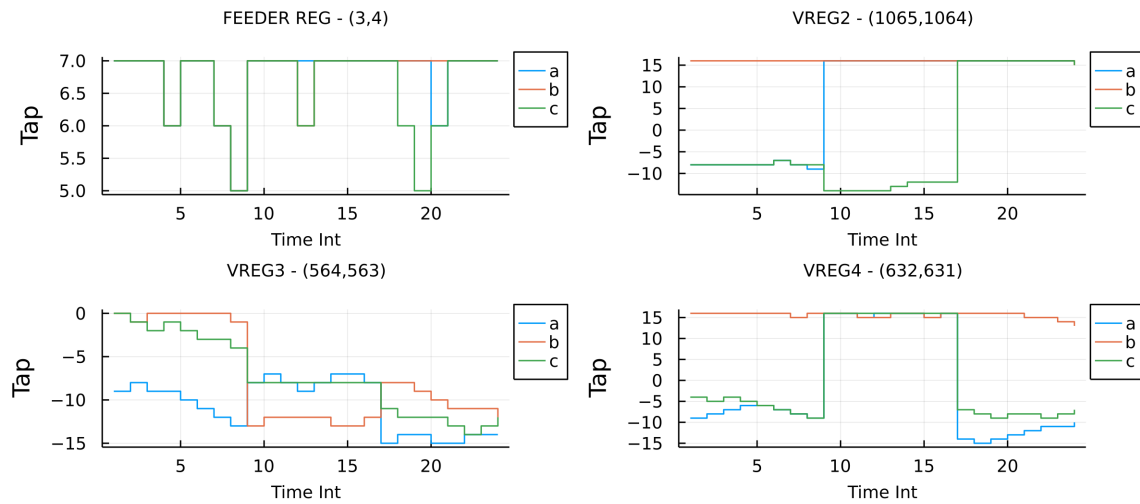 FEEDER REG - (3,4)
Tap
7.0
6.5
6.0
5.5
5.0
5
10
15
20
Time Int
a
b
c
VREG2 - (1065,1064)
Tap
15
10
5
0
−5
−10
5
10
15
20
Time Int
a
b
c
VREG3 - (564,563)
Tap
0
−5
−10
−15
5
10
15
20
Time Int
a
b
c
VREG4 - (632,631)
Tap
15
10
5
0
−5
−10
−15
5
10
15
20
Time Int
a
b
c